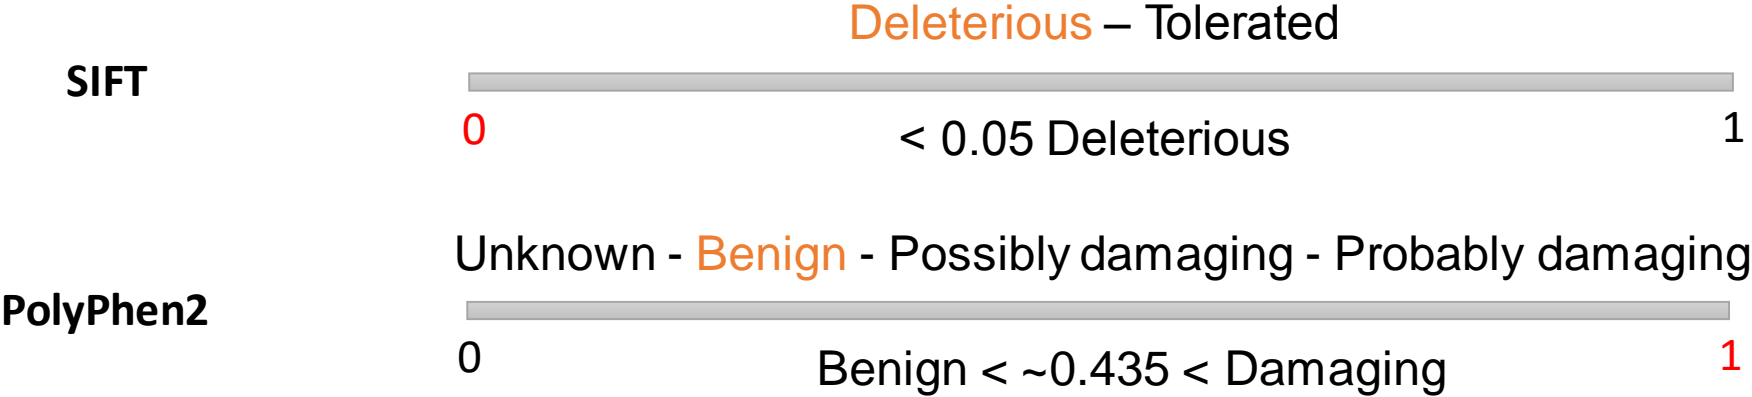 Deleterious – Tolerated
SIFT
0
< 0.05 Deleterious
1
Unknown - Benign - Possibly damaging - Probably damaging
PolyPhen2
0
Benign < ~0.435 < Damaging
1